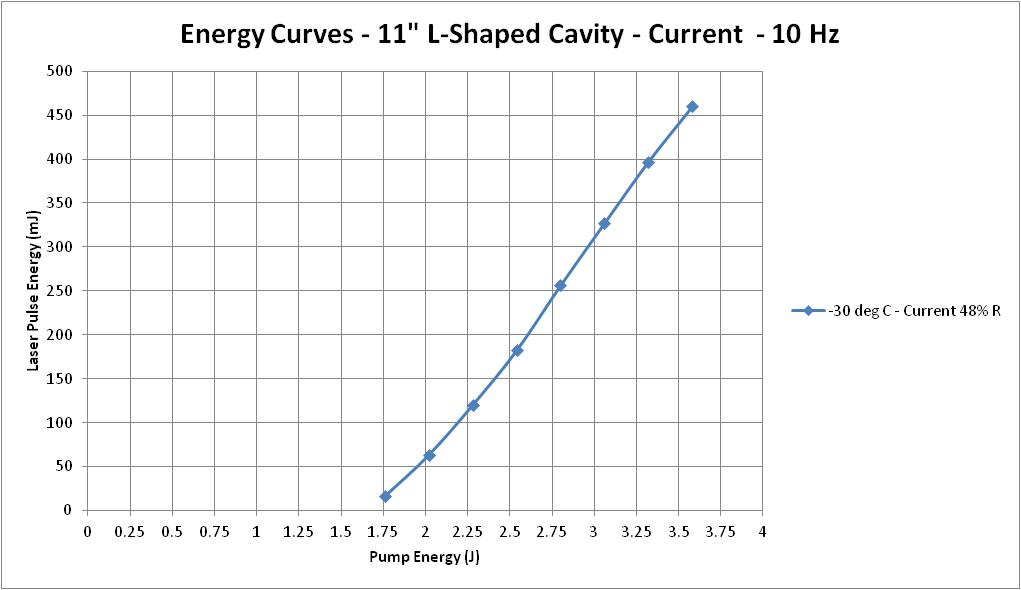 Energy Curves - 11" L-Shaped Cavity - Current  - 10 Hz
500
450
400
350
300
250
200
150
100
50
0
Laser Pulse Energy (mJ)
0 0.25 0.5 0.75 1 1.25 1.5 1.75 2 2.25 2.5 2.75 3 3.25 3.5 3.75 4
Pump Energy (J)
-30 deg C - Current 48% R